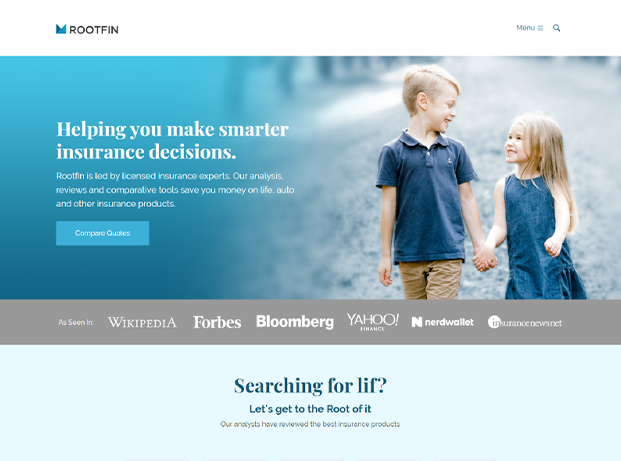 ROOTFIN
Menu
Helping you make smarter
insurance decisions.
Rootfin is led by licensed insurance experts. Our analysis,
reviews and comparative tools save you money on life, auto
and other insurance products.
Compare Quotes
As Seen In:
WIKIPEDIA
Forbes
Bloomberg
YAHOO!
FINANCE
nerdwallet
insurancenewsnet
Searching for lif?
Let's get to the Root of it
Our analysts have reviewed the best insurance products